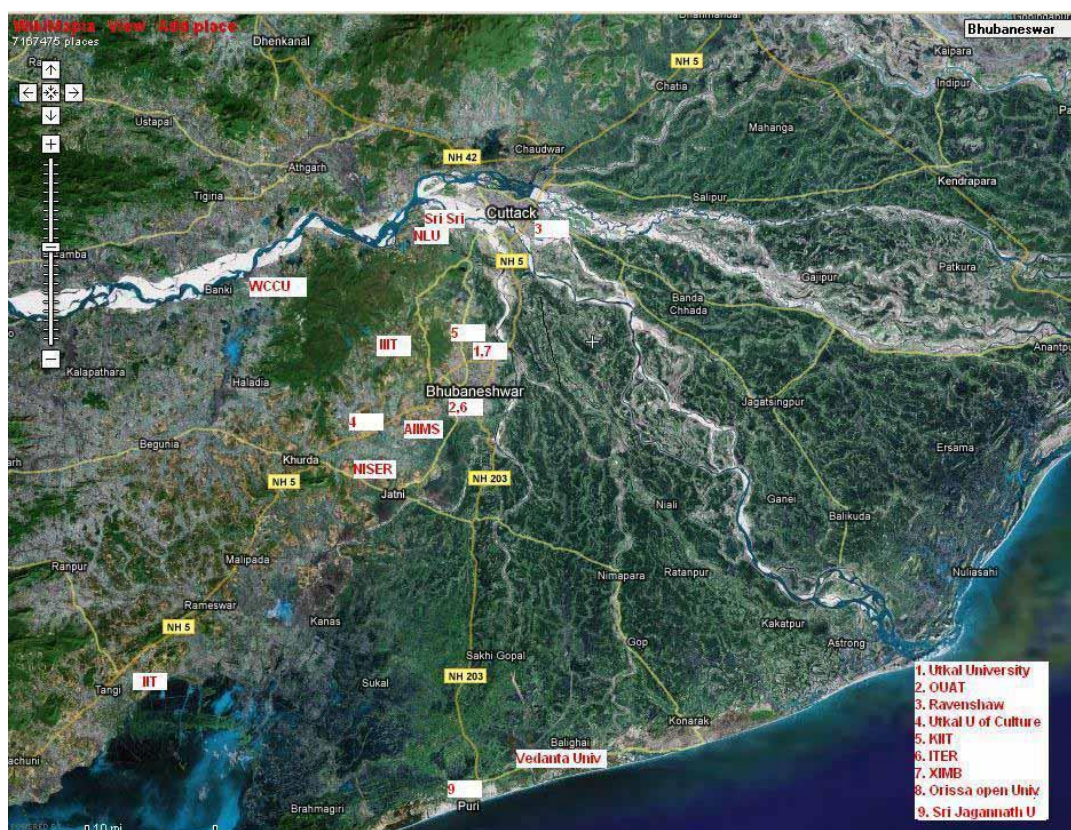 WikiMapia View Add place
7167475 places
Bhubaneswar
Dhenkanal
NH 5
Kaipara
Chatia
Indipur
Ustapal
Mahanga
Chaudwar
NH 42
Athgarh
Kendrapara
Tigiria
Salipur
Sri Sri
Cuttack
NLU
3
NH 5
Patkura
Gajipur
Banki
WCCU
Banda
Chhada
5
IIIT
1,7
Anantpur
Kalapathara
Haladia
Bhubaneshwar
Jagatsingpur
2,6
4
AIIMS
Begunia
Ersama
Khurda
NISER
NH 5
NH 203
Jatni
Ganei
Niali
Balikuda
Malipada
Ranpur
Nimapara
Ratanpur
Nuliasahi
Rameswar
Kanas
NH 5
Kakatpur
Gop
Astrong
Sakhi Gopal
IIT
Sukal
NH 203
Tangi
Konarak
Balighai
Vedanta Univ
9
Puri
Brahmagiri
10 mi
1. Utkal University
2. OUAT
3. Ravenshaw
4. Utkal U of Culture
5. KIIT
6. ITER
7. XIMB
8. Orissa open Univ
9. Sri Jagannath U